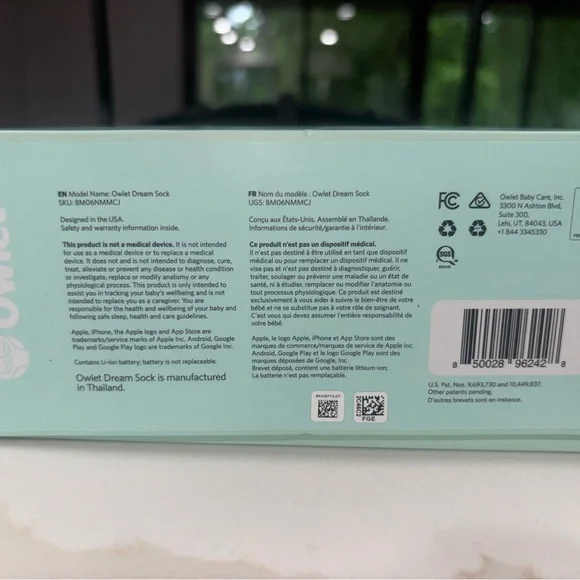 Owlet
EN Model Name: Owlet Dream Sock
SKU: BM06NMMCJ
Designed in the USA.
Safety and warranty information inside.
This product is not a medical device. It is not intended
for use as a medical device or to replace a medical
device. It does not and is not intended to diagnose, cure,
treat, alleviate or prevent any disease or health condition
or investigate, replace or modify anatomy or any
physiological process. This product is only intended to
assist you in tracking your baby's wellbeing and is not
intended to replace you as a caregiver. You are
responsible for the health and wellbeing of your baby and
following safe sleep, health and care guidelines.
Apple, iPhone, the Apple logo and App Store are
trademarks/service marks of Apple Inc. Android, Google
Play and Google Play logo are trademarks of Google Inc.
Contains Li-ion battery; battery is not replaceable.
Owlet Dream Sock is manufactured
in Thailand.
FR Nom du modèle : Owlet Dream Sock
UGS: BM06NMMCJ
Conçu aux États-Unis. Assemblé en Thaïlande.
Informations de sécurité/garantie à l'intérieur.
Ce produit n'est pas un dispositif médical.
Il n'est pas destiné à être utilisé en tant que dispositif
médical ou pour remplacer un dispositif médical. Il ne
vise pas et n'est pas destiné à diagnostiquer, guérir,
traiter, soulager ou prévenir une maladie ou un état de
santé, ni à étudier, remplacer ou modifier l'anatomie ou
tout processus physiologique. Ce produit est destiné
exclusivement à vous aider à suivre le bien-être de votre
bébé et ne se substitue pas à votre rôle de soignant.
C'est vous qui devez assumer l'entière responsabilité de
votre bébé.
Apple, le logo Apple, iPhone et App Store sont des
marques de commerce/marques de service de Apple Inc.
Android, Google Play et le logo Google Play sont des
marques déposées de Google Inc.
Brevet déposé, contient une batterie lithium-ion;
La batterie n'est pas remplaçable.
FGE
FC
SGS
Owlet Baby Care, Inc.
3300 N Ashton Blvd,
Suite 300,
Lehi, UT, 84043, USA
+1 844 3345330
8 50028 96242 8
U.S. Pat. Nos. 9,693,730 and 10,449,837.
Other patents pending.
D'autres brevets sont en instance.